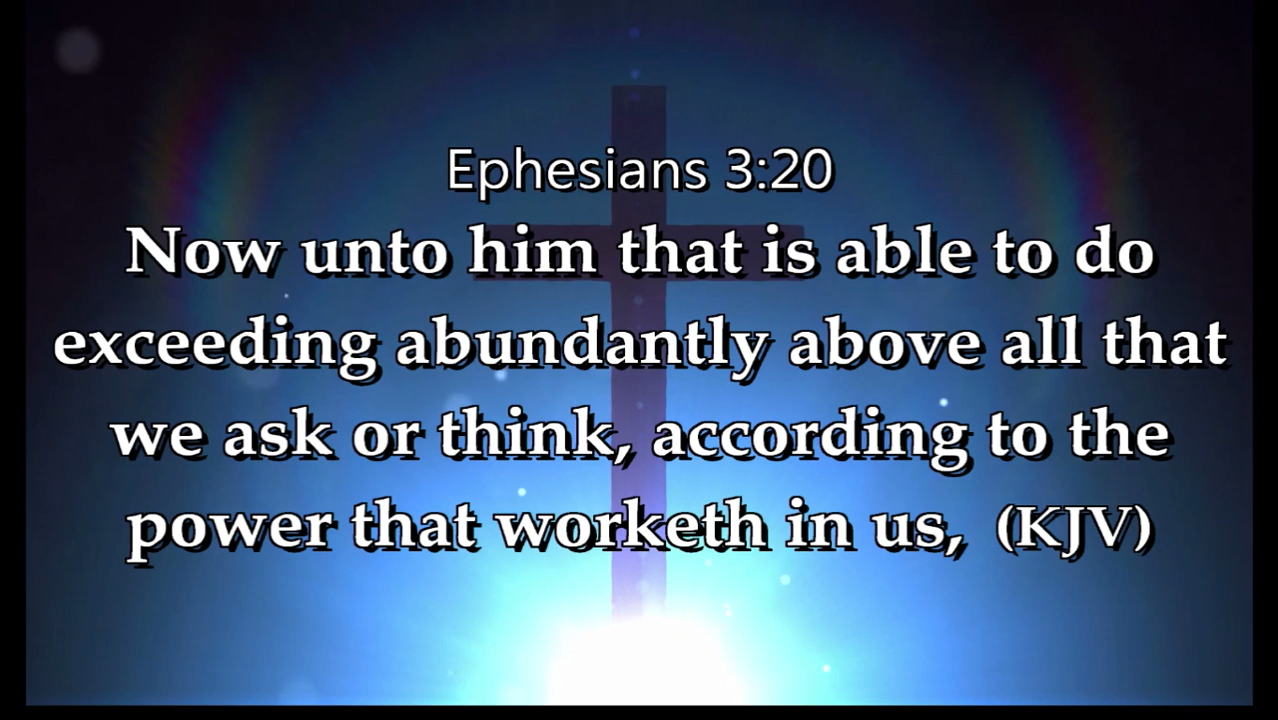 Ephesians 3:20
Now unto him that is able to do
exceeding abundantly above all that
we ask or think, according to the
power that worketh in us, (KJV)